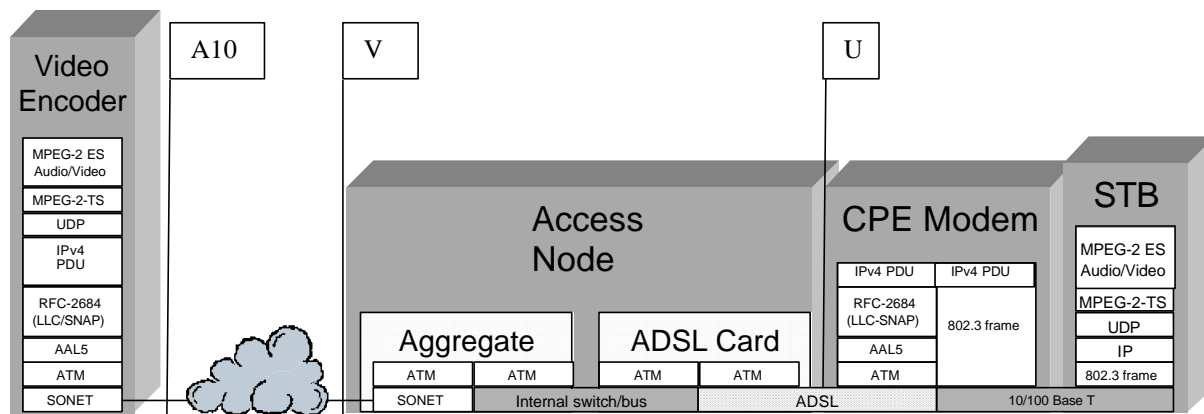 A10
V
U
Video
Encoder
MPEG-2 ES
Audio/Video
MPEG-2-TS
UDP
IPv4
PDU
RFC-2684
(LLC/SNAP)
AAL5
ATM
SONET
Access
Node
Aggregate
ATM
ATM
SONET
Internal switch/bus
ADSL Card
ATM
ATM
ADSL
CPE Modem
IPv4 PDU
IPv4 PDU
RFC-2684
(LLC-SNAP)
802.3 frame
AAL5
ATM
10/100 Base T
STB
MPEG-2 ES
Audio/Video
MPEG-2-TS
UDP
IP
802.3 frame